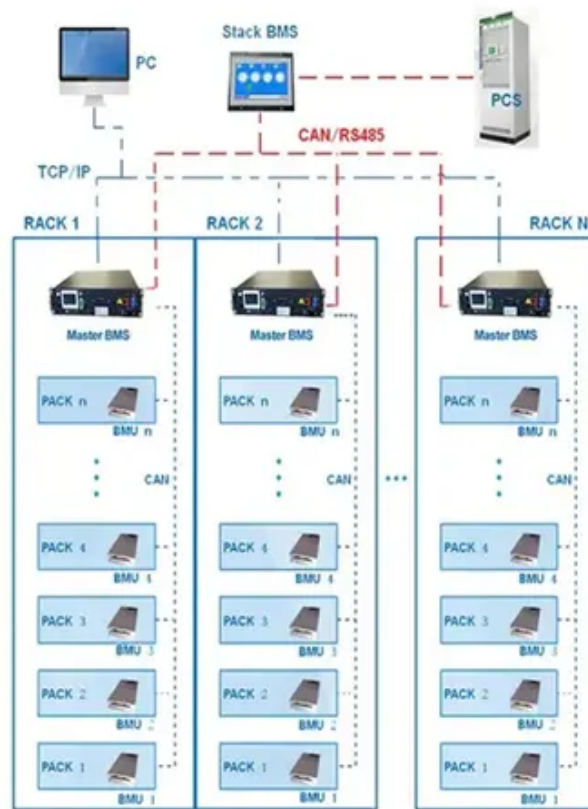 Stack BMS
PC
PCS
CAN/RS485
TCP/IP
RACK 1
RACK 2
RACK N
Master BMS
Master BMS
Master BMS
PACK n
BMU n
PACK n
BMU n
PACK n
BMU n
CAN
CAN
CAN
PACK 4
BMU 4
PACK 4
BMU 4
PACK 4
BMU 4
PACK 3
BMU 3
PACK 3
BMU 3
PACK 3
BMU 3
PACK 2
BMU 2
PACK 2
BMU 2
PACK 2
BMU 2
PACK 1
BMU 1
PACK 1
BMU 1
PACK 1
BMU 1